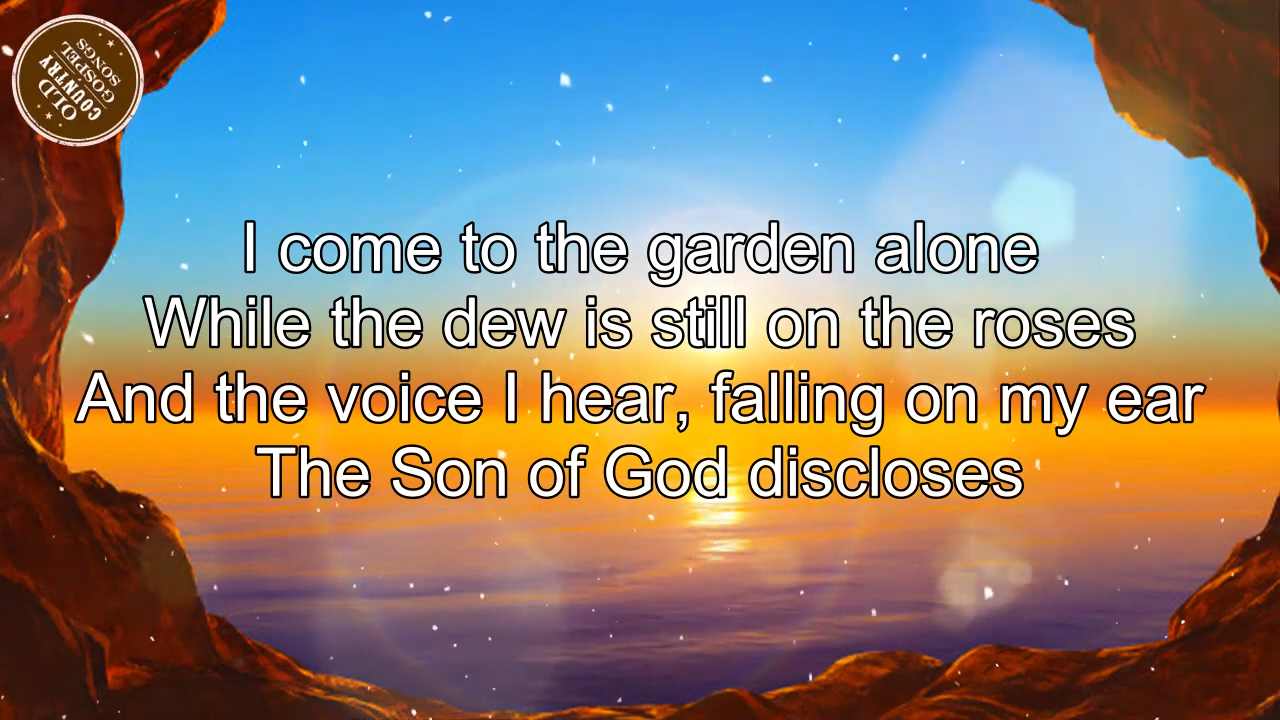 OLD
COUNTRY
GOSPEL
SONGS
I come to the garden alone
While the dew is still on the roses
And the voice I hear, falling on my ear
The Son of God discloses